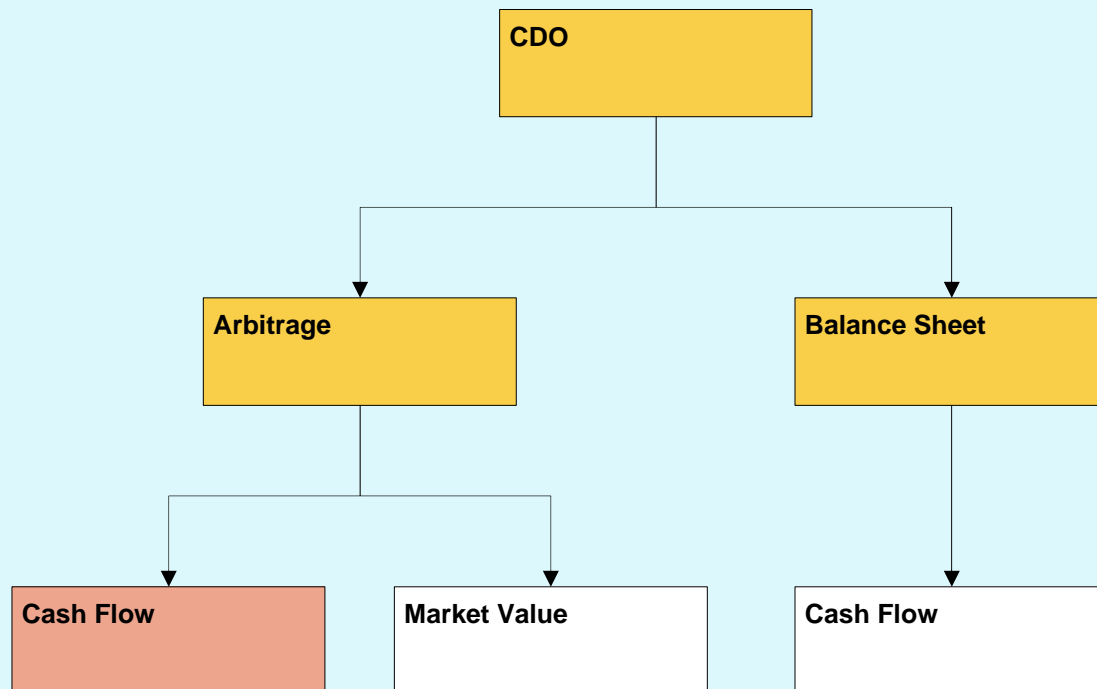 CDO
Arbitrage
Balance Sheet
Cash Flow
Market Value
Cash Flow